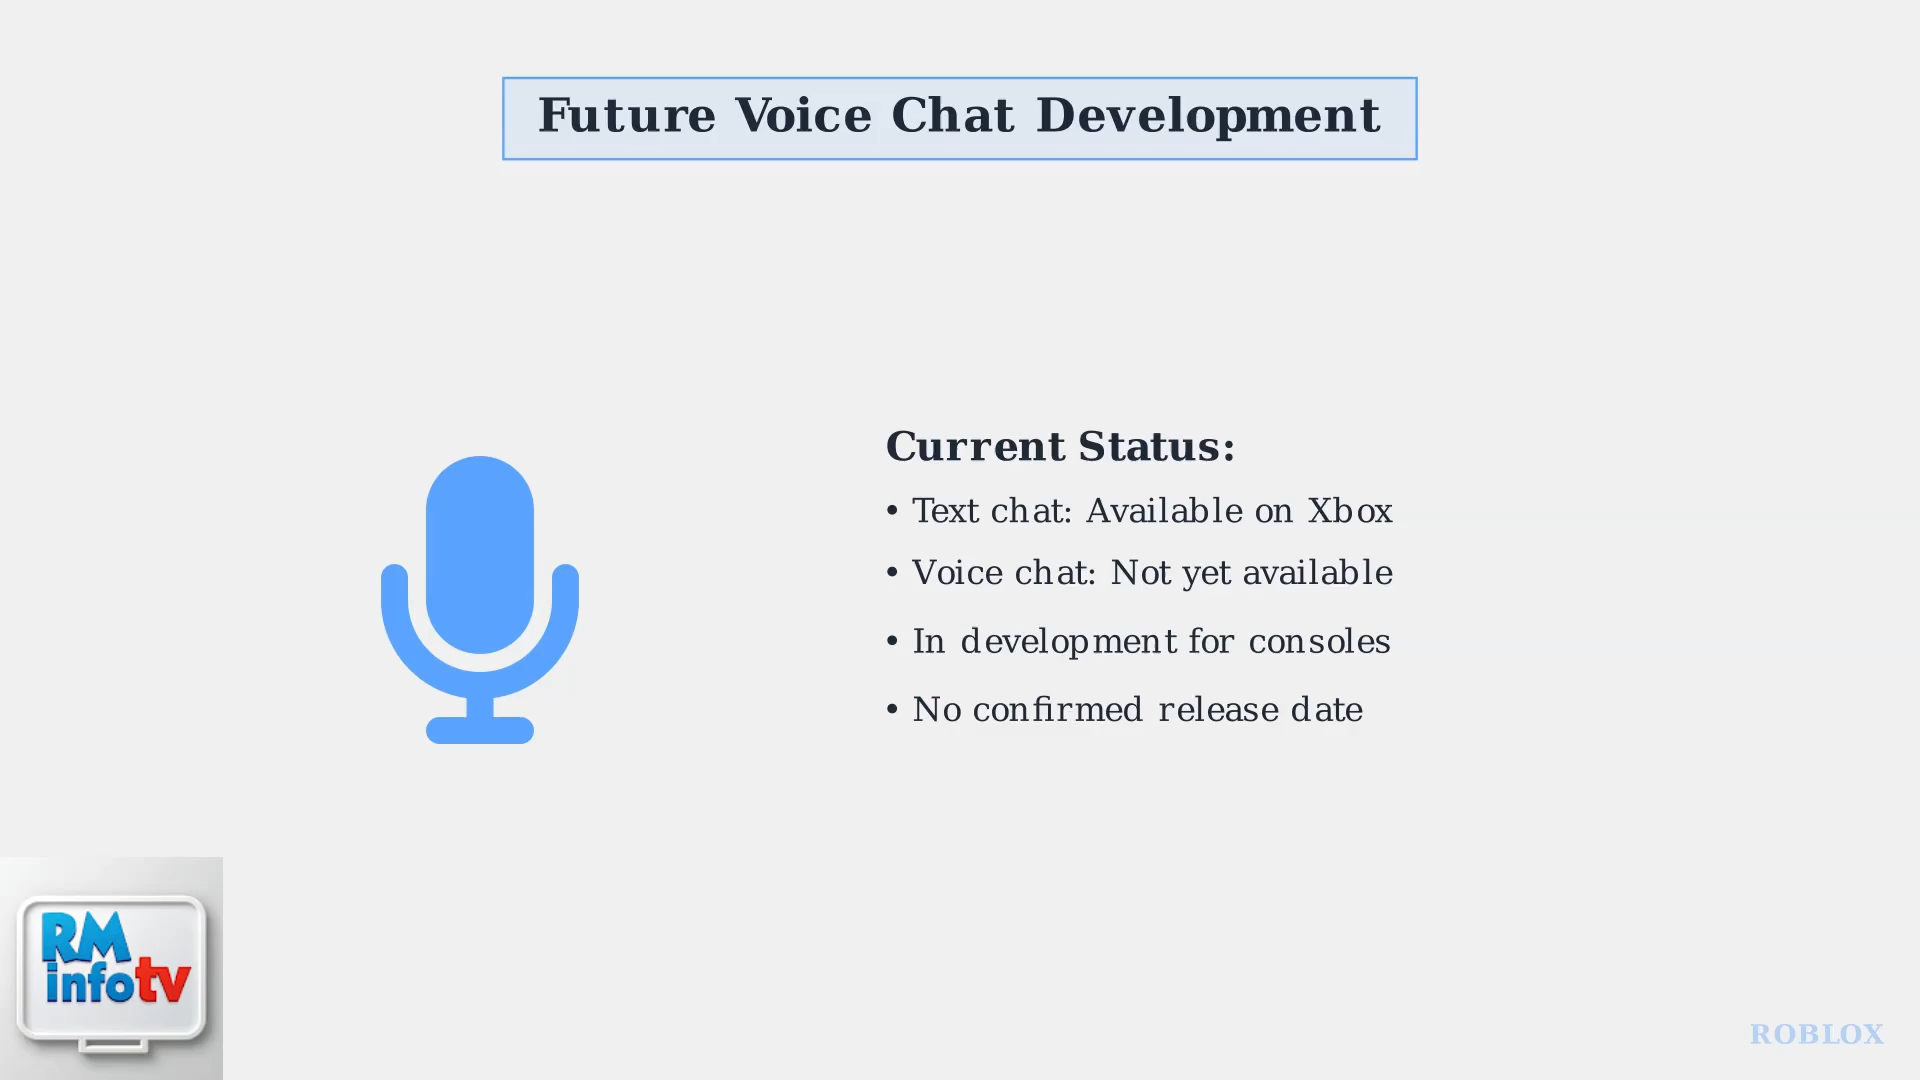 Future Voice Chat Development
Current Status:
• Text chat: Available on Xbox
• Voice chat: Not yet available
• In development for consoles
• No confirmed release date
RM
infotv
ROBLOX